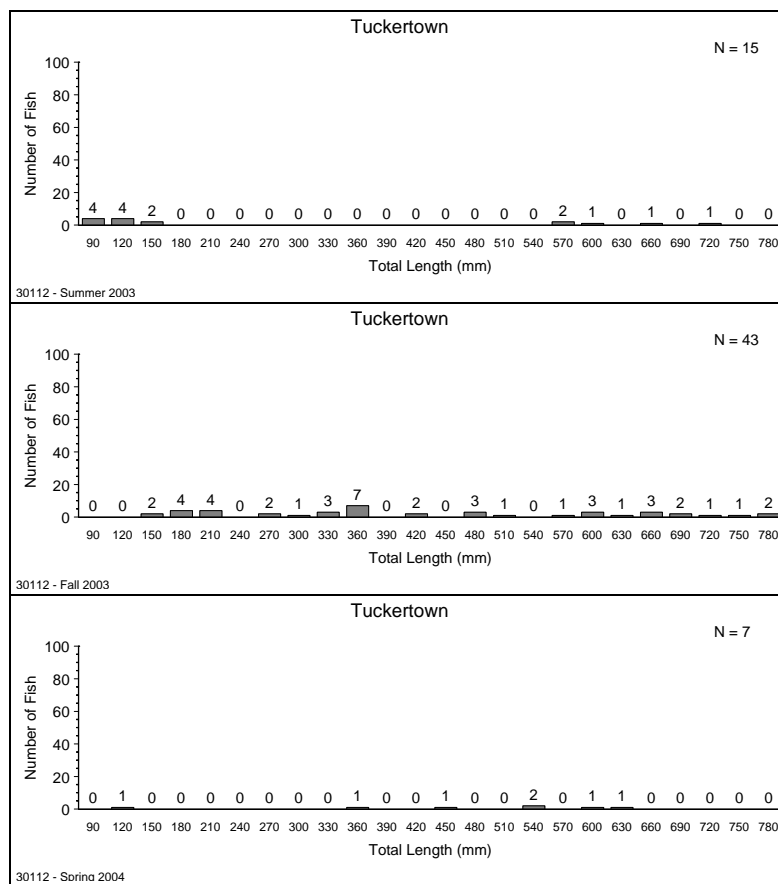 Tuckertown
N = 15
100
80
60
40
20
0
Number of Fish
4 4 2 0 0 0 0 0 0 0 0 0 0 0 0 0 2 1 0 1 0 1 0 0
90 120 150 180 210 240 270 300 330 360 390 420 450 480 510 540 570 600 630 660 690 720 750 780
Total Length (mm)
30112 - Summer 2003
Tuckertown
N = 43
100
80
60
40
20
0
Number of Fish
0 0 2 4 4 0 2 1 3 7 0 2 0 3 1 0 1 3 1 3 2 1 1 2
90 120 150 180 210 240 270 300 330 360 390 420 450 480 510 540 570 600 630 660 690 720 750 780
Total Length (mm)
30112 - Fall 2003
Tuckertown
N = 7
100
80
60
40
20
0
Number of Fish
0 1 0 0 0 0 0 0 0 1 0 0 1 0 0 2 0 1 1 0 0 0 0 0
90 120 150 180 210 240 270 300 330 360 390 420 450 480 510 540 570 600 630 660 690 720 750 780
Total Length (mm)
30112 - Spring 2004